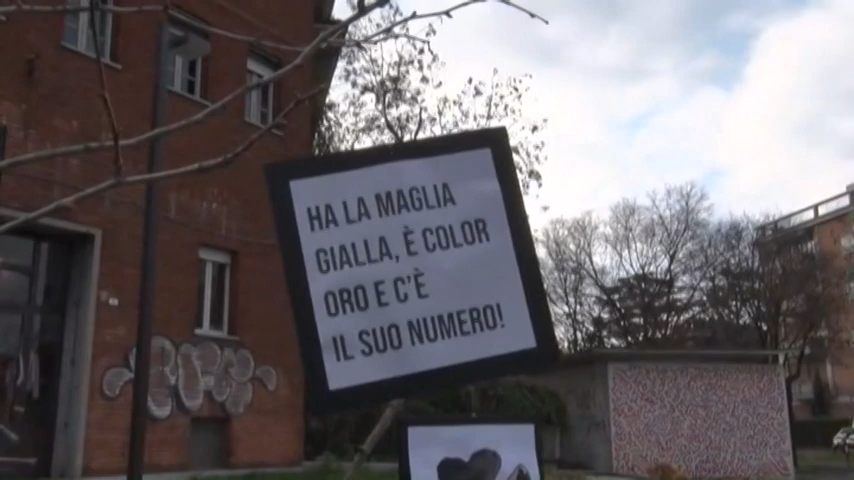 HA LA MAGLIA
GIALLA, È COLOR
ORO E C'È
IL SUO NUMERO!